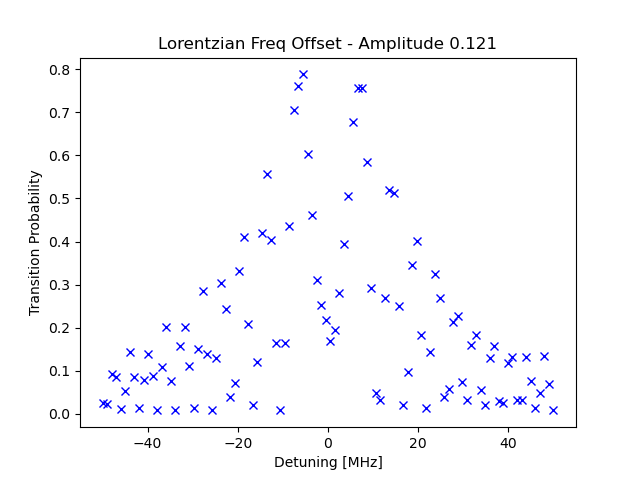 Lorentzian Freq Offset - Amplitude 0.121
0.8
0.7
0.6
0.5
0.4
0.3
0.2
0.1
0.0
Transition Probability
−40 −20 0 20 40
Detuning [MHz]